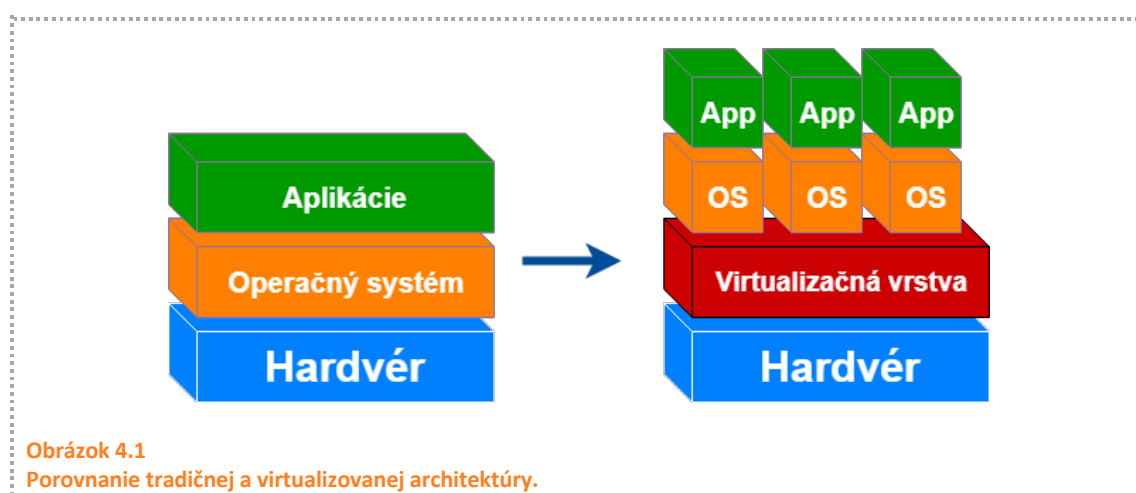 Aplikácie
Operačný systém
Hardvér
App App App
OS OS OS
Virtualizačná vrstva
Hardvér
Obrázok 4.1
Porovnanie tradičnej a virtualizovanej architektúry.